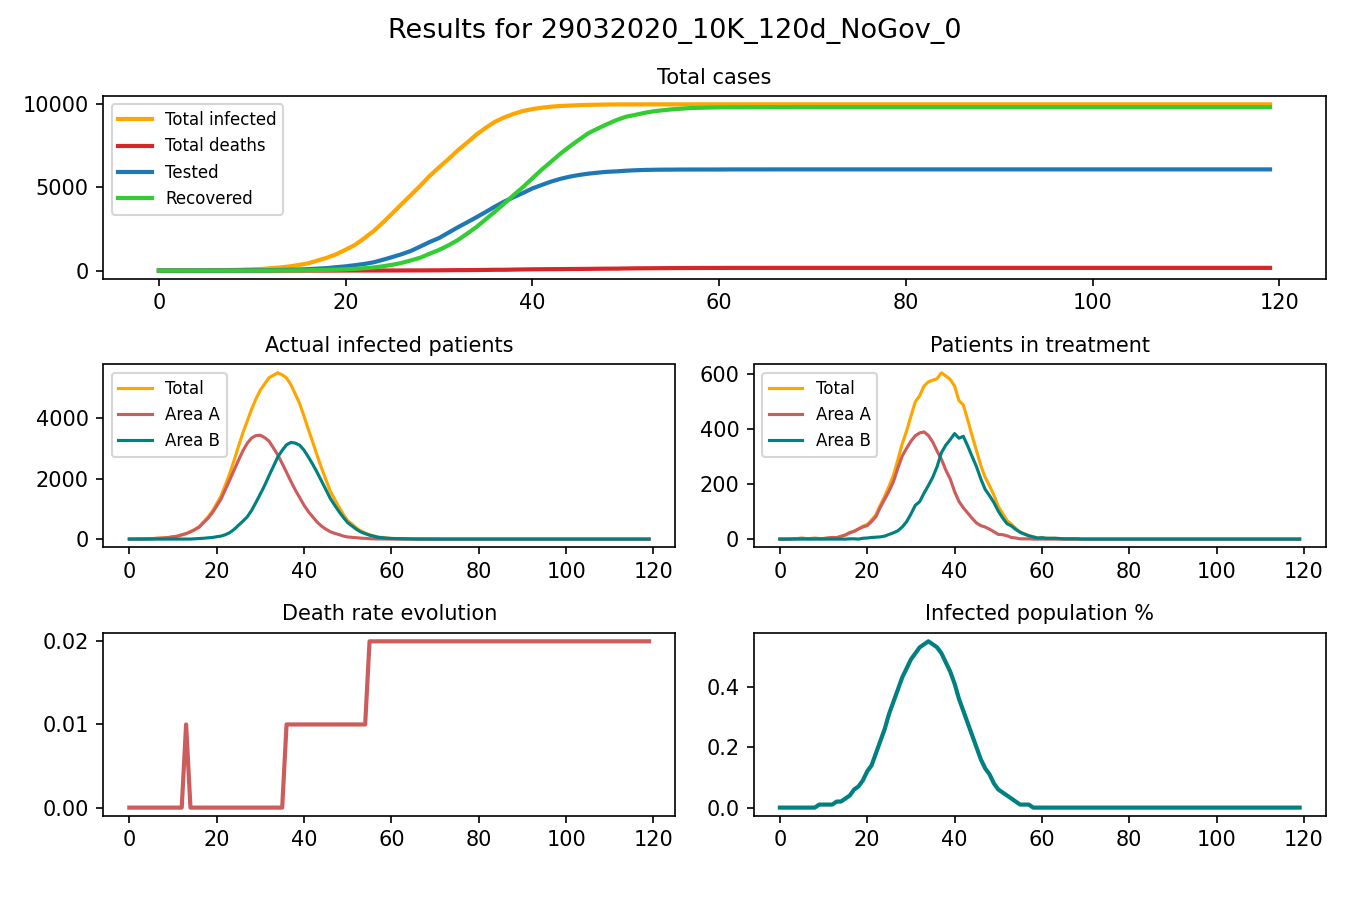 Results for 29032020_10K_120d_NoGov_0
Total cases
10000
5000
0
Total infected
Total deaths
Tested
Recovered
0 20 40 60 80 100 120
Actual infected patients
4000
2000
0
Total
Area A
Area B
0 20 40 60 80 100 120
Patients in treatment
600
400
200
0
Total
Area A
Area B
0 20 40 60 80 100 120
Death rate evolution
0.02
0.01
0.00
0 20 40 60 80 100 120
Infected population %
0.4
0.2
0.0
0 20 40 60 80 100 120